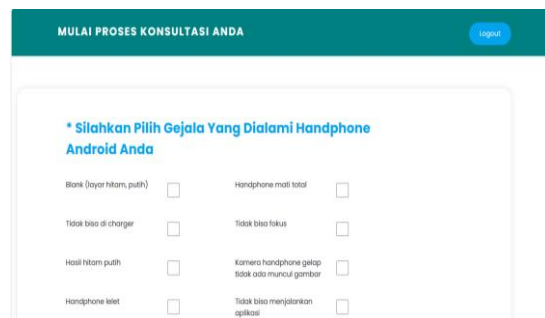 MULAI PROSES KONSULTASI ANDA
Logout
* Silahkan Pilih Gejala Yang Dialami Handphone
Android Anda
Blank (layar hitam, putih)
Handphone mati total
Tidak bisa di charger
Tidak bisa fokus
Hasil hitam putih
Kamera handphone gelap
tidak ada muncul gambar
Handphone lelet
Tidak bisa menjalankan
aplikasi